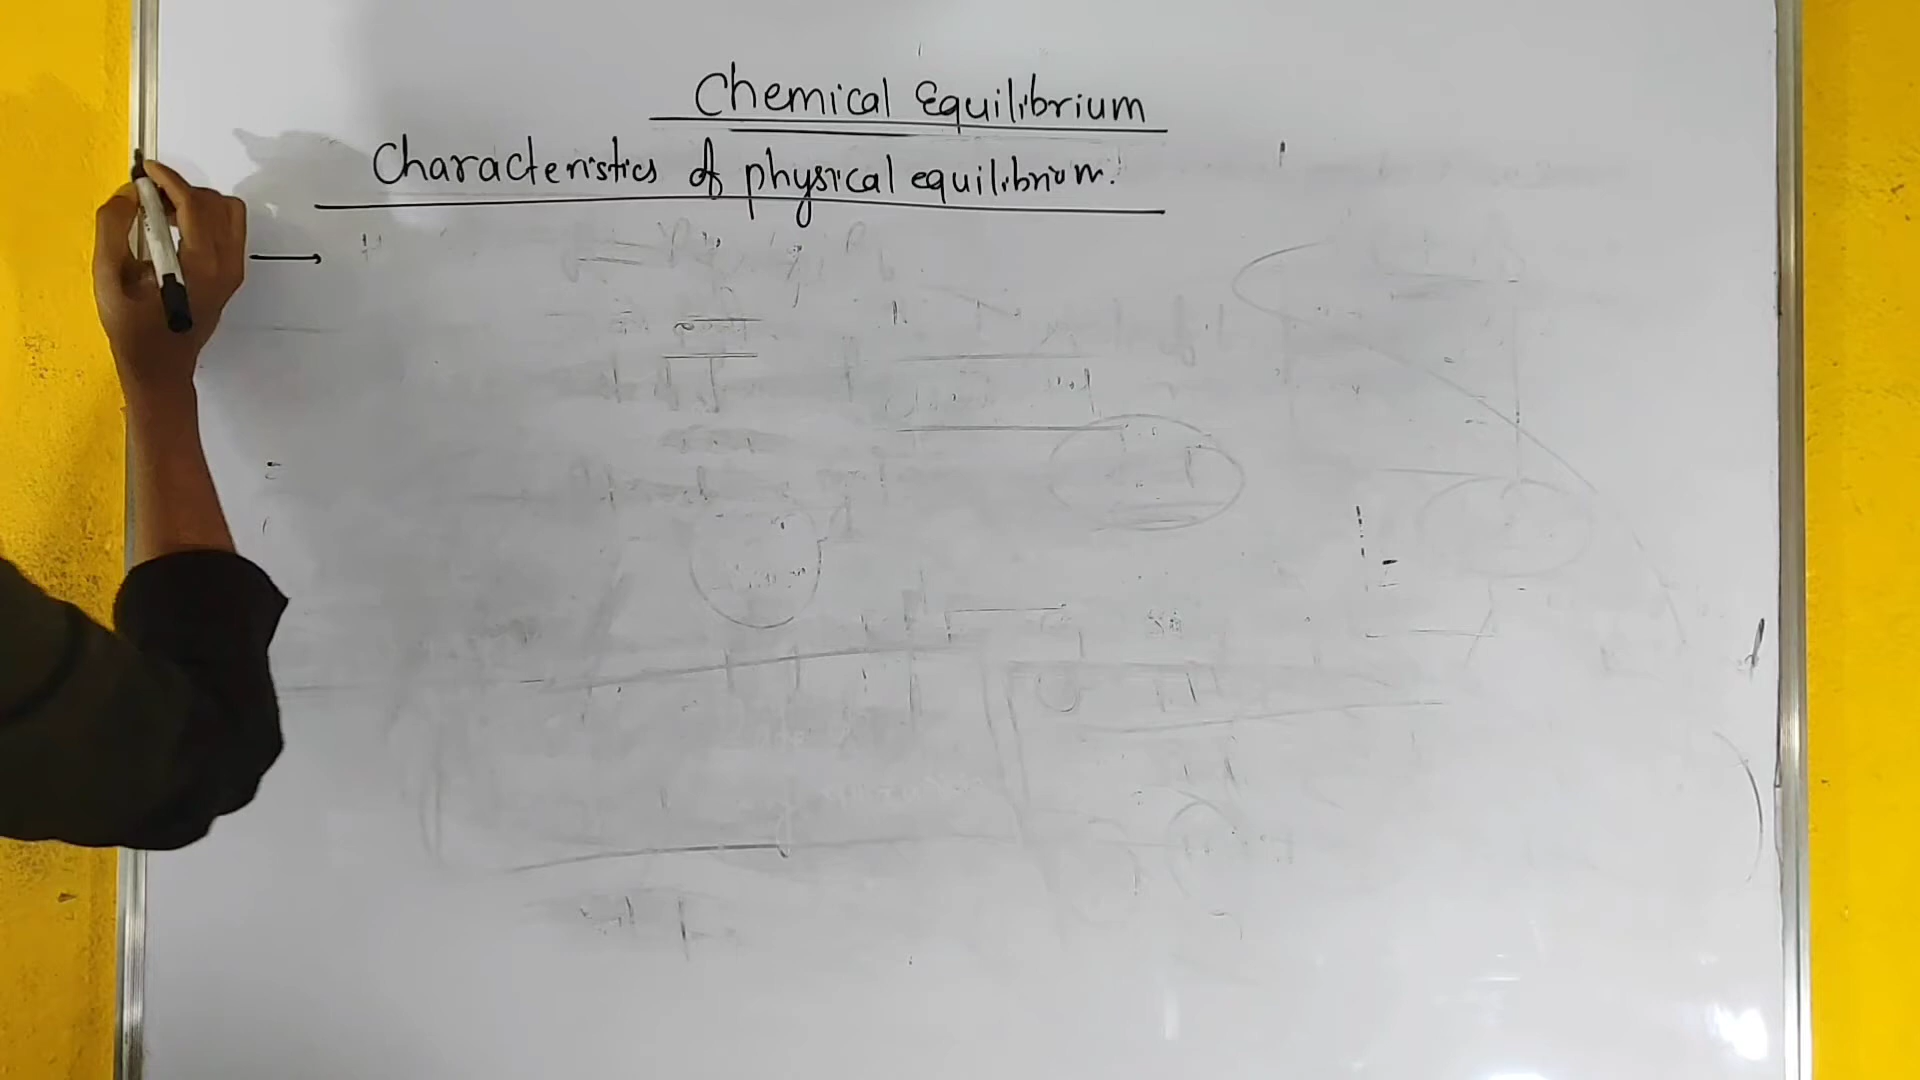 Chemical Equilibrium
Characteristics of physical equilibrium.
→